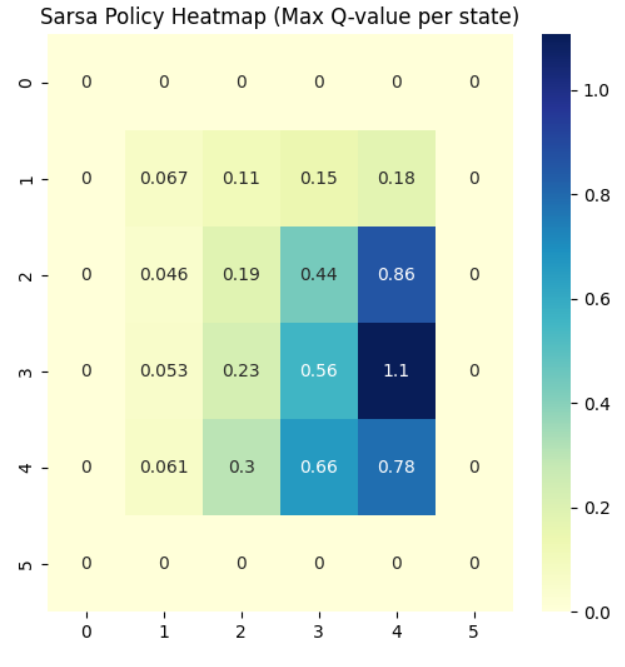 Sarsa Policy Heatmap (Max Q-value per state)
0 0 0 0 0 0 0
1 0 0.067 0.11 0.15 0.18 0
2 0 0.046 0.19 0.44 0.86 0
3 0 0.053 0.23 0.56 1.1 0
4 0 0.061 0.3 0.66 0.78 0
5 0 0 0 0 0 0
0 1 2 3 4 5
1.0
0.8
0.6
0.4
0.2
0.0